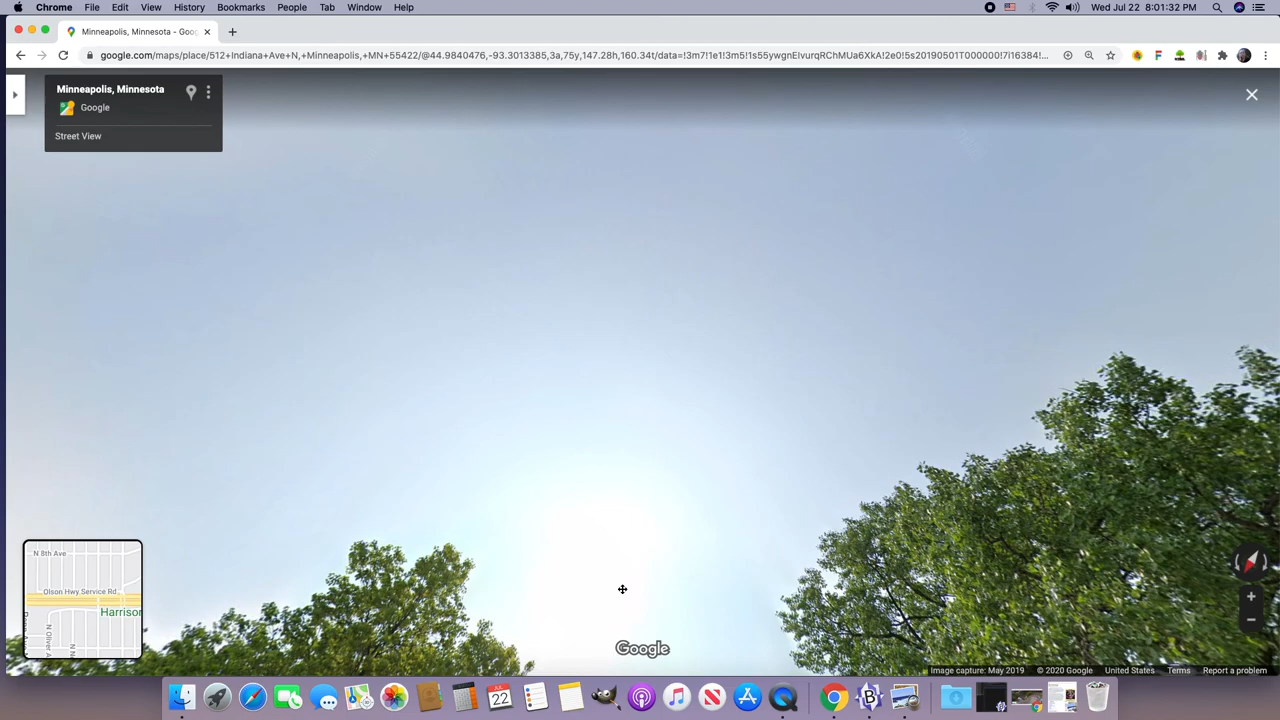 Chrome File Edit View History Bookmarks People Tab Window Help Wed Jul 22 8:01:32 PM
Minneapolis, Minnesota - Goo
google.com/maps/place/512+Indiana+Ave+N,+Minneapolis,+MN+55422/@44.9840476,-93.3013385,3a,75y,147.28h,160.34t/data=!3m7!1e1!3m5!1s55ywgnElvurqRChMUa6XkA!2e0!5s20190501T000000!7i16384!...
Minneapolis, Minnesota
Google
Street View
N 8th Ave
Olson Hwy Service Rd
Harrison
N Oliver A
Google
Image capture: May 2019 © 2020 Google United States Terms Report a problem
JUL
22